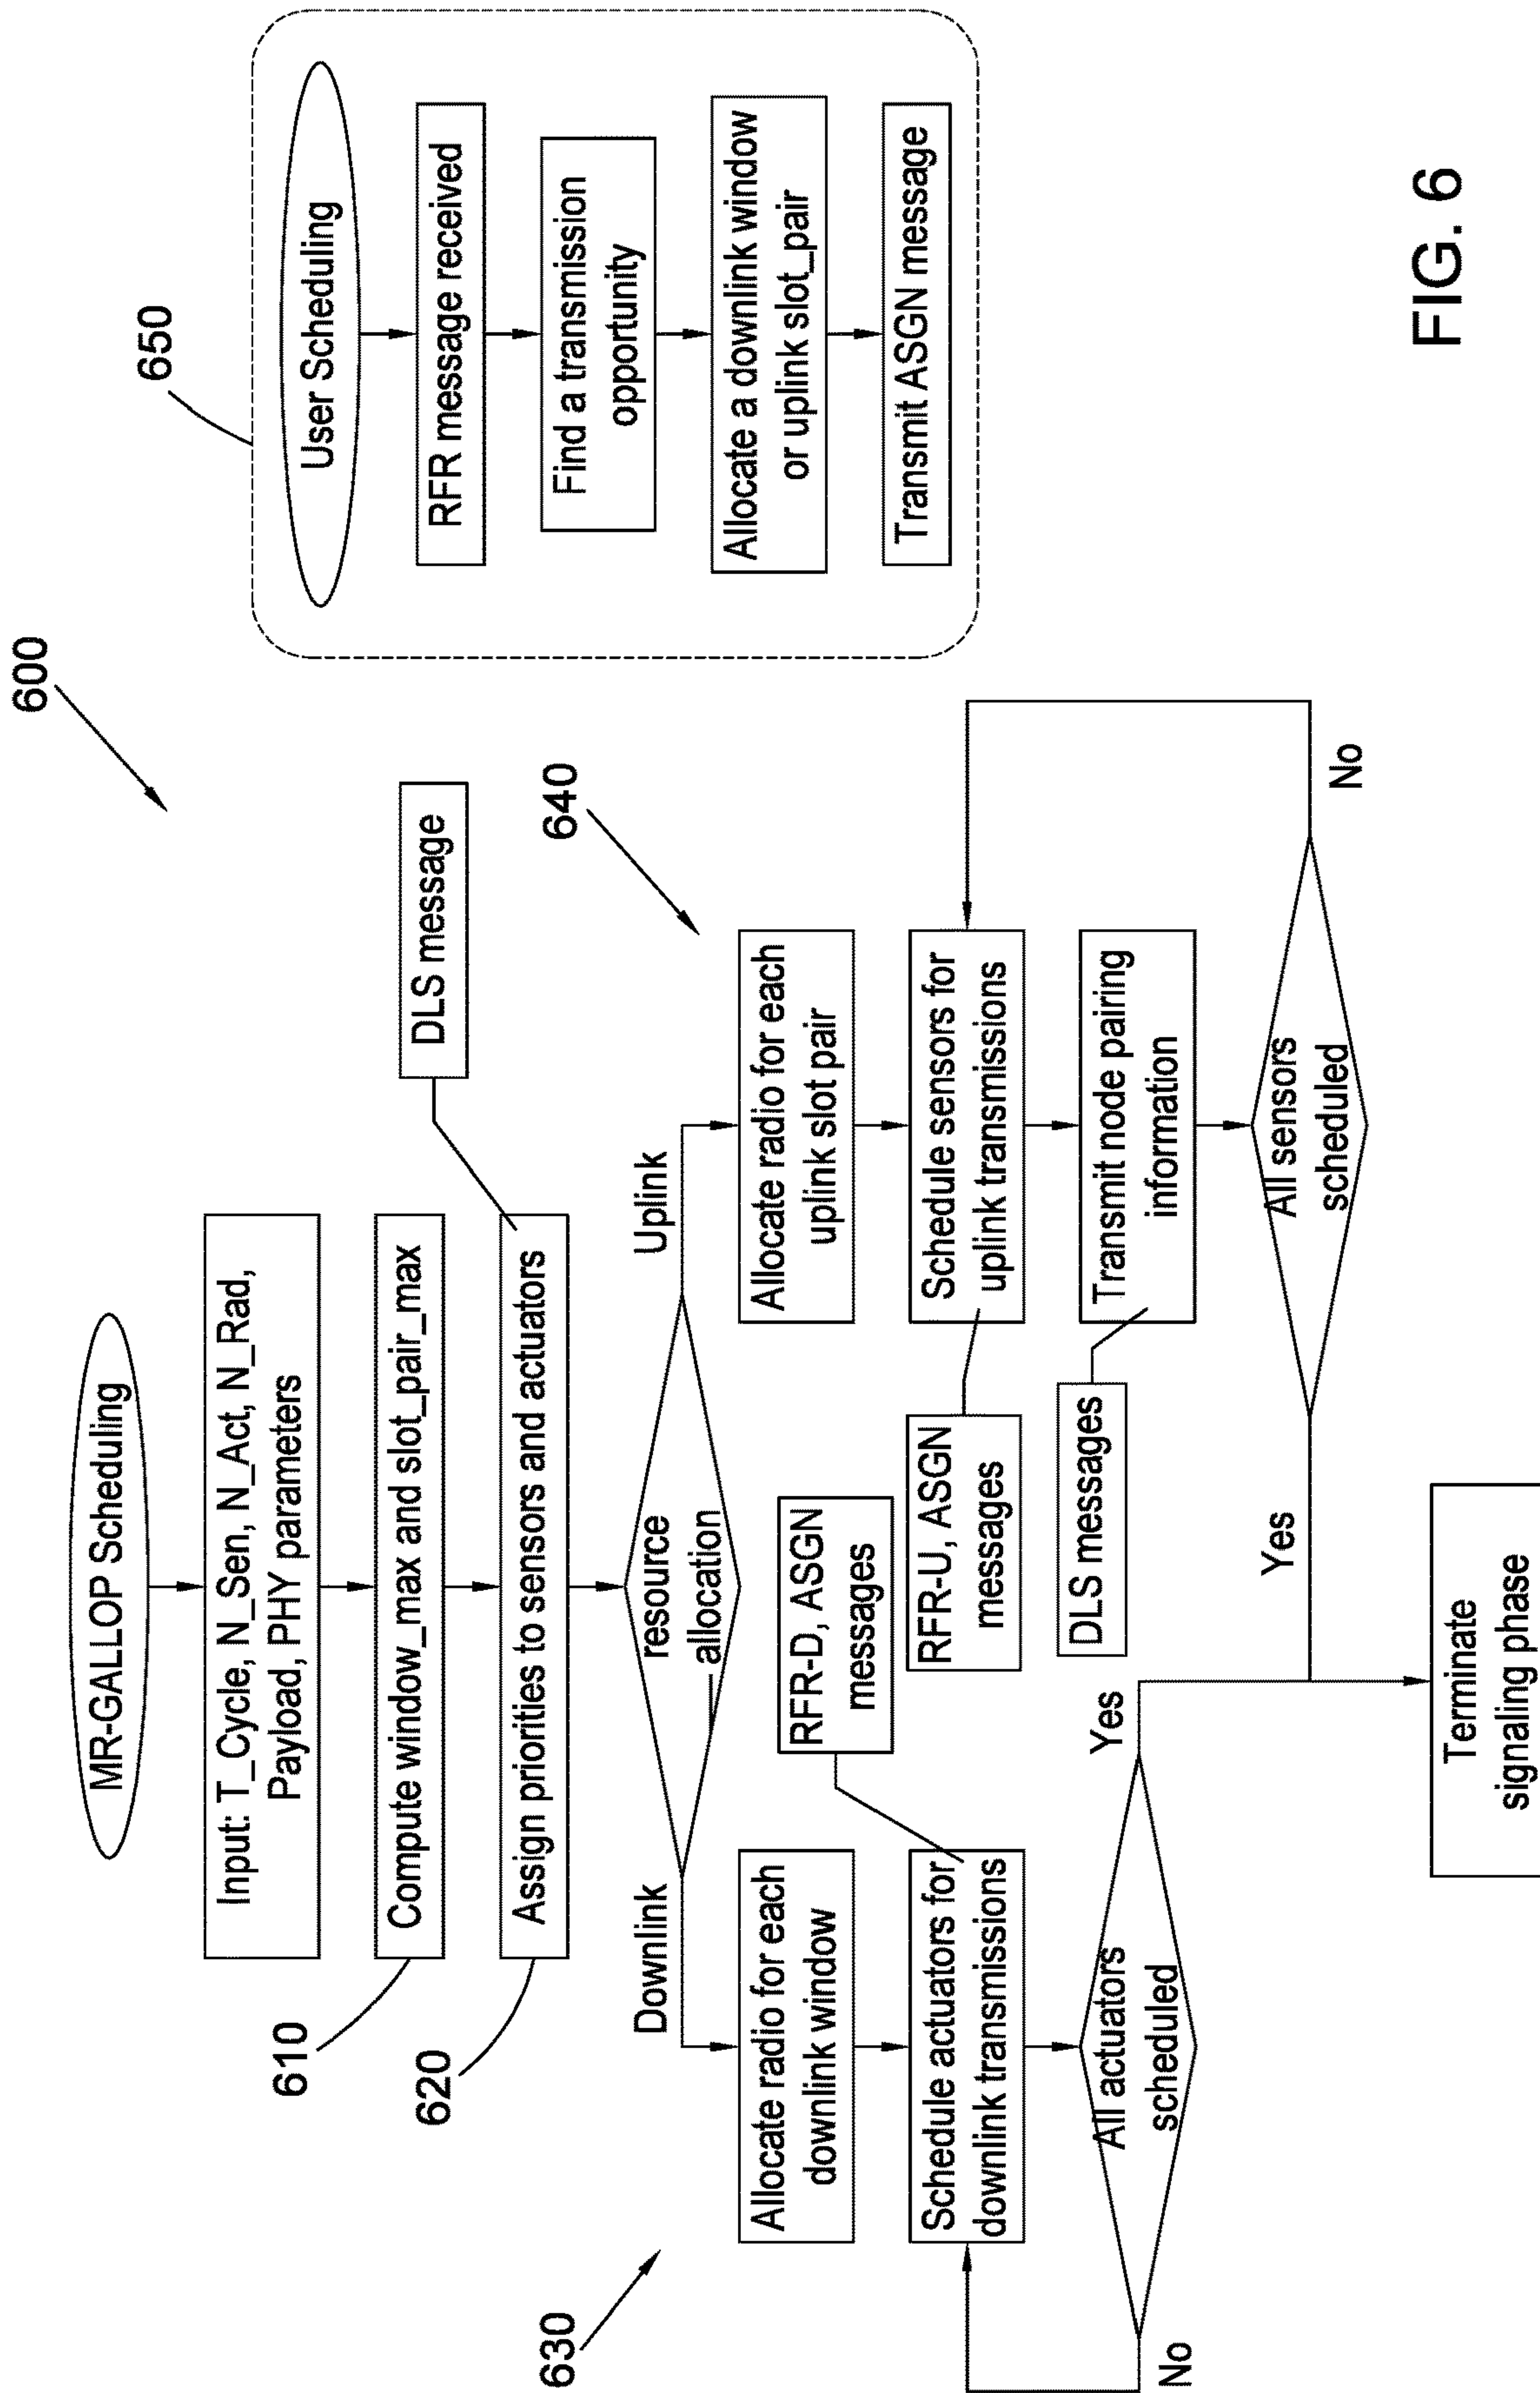 600
MR-GALLOP Scheduling
Input: T_Cycle, N_Sen, N_Act, N_Rad,
Payload, PHY parameters
610
Compute window_max and slot_pair_max
620
Assign priorities to sensors and actuators
DLS message
resource
allocation
Downlink
Uplink
630
Allocate radio for each
downlink window
RFR-D, ASGN
messages
Schedule actuators for
downlink transmissions
All actuators
scheduled
No
Yes
640
Allocate radio for each
uplink slot pair
RFR-U, ASGN
messages
Schedule sensors for
uplink transmissions
DLS messages
Transmit node pairing
information
All sensors
scheduled
No
Yes
Terminate
signaling phase
650
User Scheduling
RFR message received
Find a transmission
opportunity
Allocate a downlink window
or uplink slot_pair
Transmit ASGN message
FIG. 6